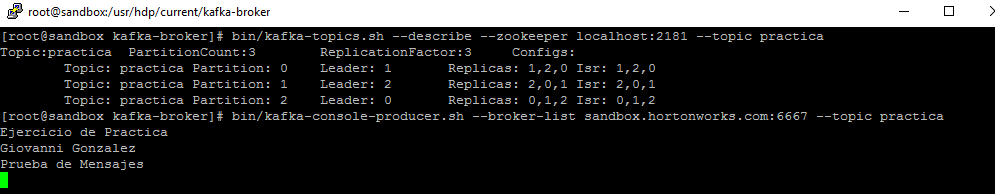 root@sandbox:/usr/hdp/current/kafka-broker
[root@sandbox kafka-broker]# bin/kafka-topics.sh --describe --zookeeper localhost:2181 --topic practica
Topic:practica PartitionCount:3 ReplicationFactor:3 Configs:
Topic: practica Partition: 0 Leader: 1 Replicas: 1,2,0 Isr: 1,2,0
Topic: practica Partition: 1 Leader: 2 Replicas: 2,0,1 Isr: 2,0,1
Topic: practica Partition: 2 Leader: 0 Replicas: 0,1,2 Isr: 0,1,2
[root@sandbox kafka-broker]# bin/kafka-console-producer.sh --broker-list sandbox.hortonworks.com:6667 --topic practica
Ejercicio de Practica
Giovanni Gonzalez
Prueba de Mensajes